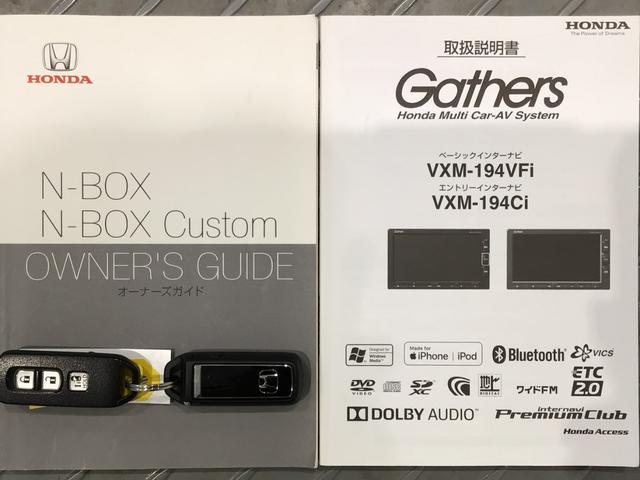 HONDA
N-BOX
N-BOX Custom
OWNER'S GUIDE
オーナーズガイド
HONDA
The Power of Dreams
取扱説明書
Gathers
Honda Multi Car-AV System
ベーシックインターナビ
VXM-194VFi
エントリーインターナビ
VXM-194Ci
Designed for
Windows Media
Made for
iPhone | iPod
Bluetooth
VICS
DVD
VIDEO
SD
XC
ワイドFM
ETC
2.0
DOLBY AUDIO
internavi
PremiumClub
Honda Access